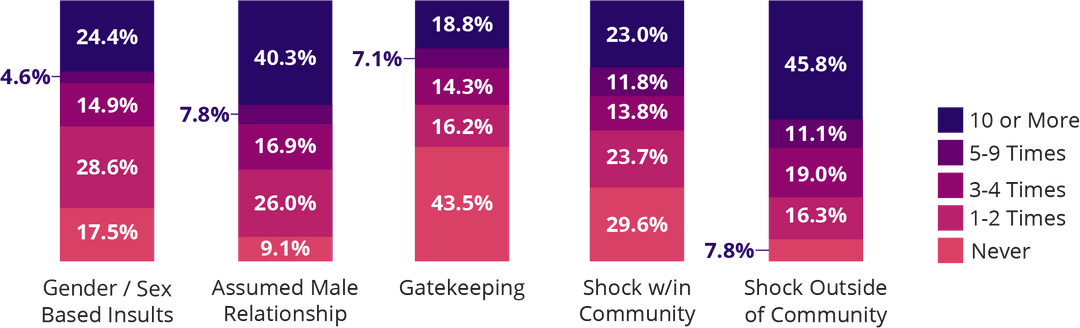 24.4%
4.6%
14.9%
28.6%
17.5%
Gender / Sex
Based Insults
40.3%
7.8%
16.9%
26.0%
9.1%
Assumed Male
Relationship
18.8%
7.1%
14.3%
16.2%
43.5%
Gatekeeping
23.0%
11.8%
13.8%
23.7%
29.6%
Shock w/in
Community
45.8%
11.1%
19.0%
16.3%
7.8%
Shock Outside
of Community
10 or More
5-9 Times
3-4 Times
1-2 Times
Never